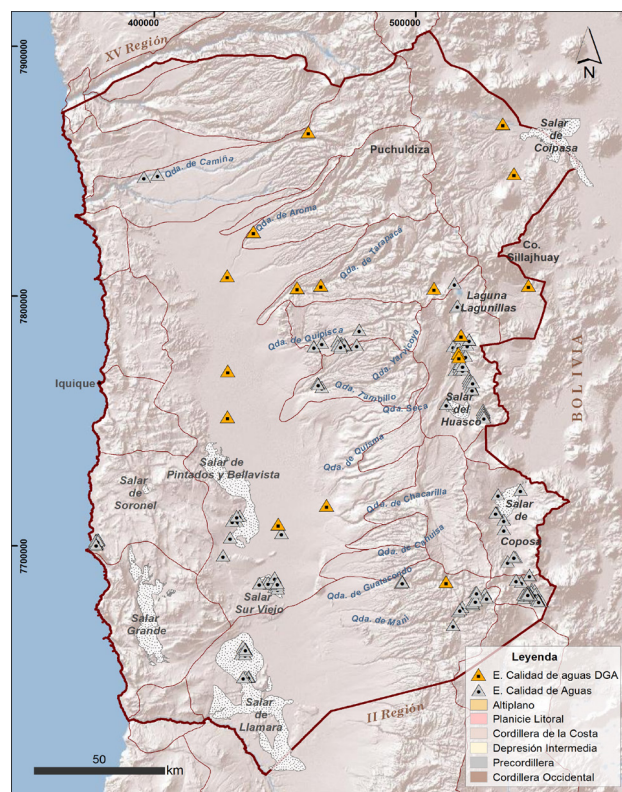 400000
500000
7900000
XV Región
N
Salar
de
Coipasa
Puchuldiza
Qda. de Camiña
Qda. de Aroma
Qda. de Tarapaca
Co.
Sillajhuay
7800000
Laguna
Lagunillas
Qda. de Quipisca
Qda. Yarvicoya
BOLIVIA
Iquique
Qda. Tambillo
Qda. Seca
Salar
del
Huasco
Qda. de Quisma
Salar de
Pintados y Bellavista
Salar
de
Soronel
Qda. de Chacarilla
Salar
de
Coposa
7700000
Qda. de Cahuisa
Qda. de Guatacondo
Salar
Sur Viejo
Salar
Grande
Qda. de Mani
Salar
de
Llamara
II Región
Leyenda
E. Calidad de aguas DGA
E. Calidad de Aguas
Altiplano
Planicie Litoral
Cordillera de la Costa
Depresión Intermedia
Precordillera
Cordillera Occidental
50
km